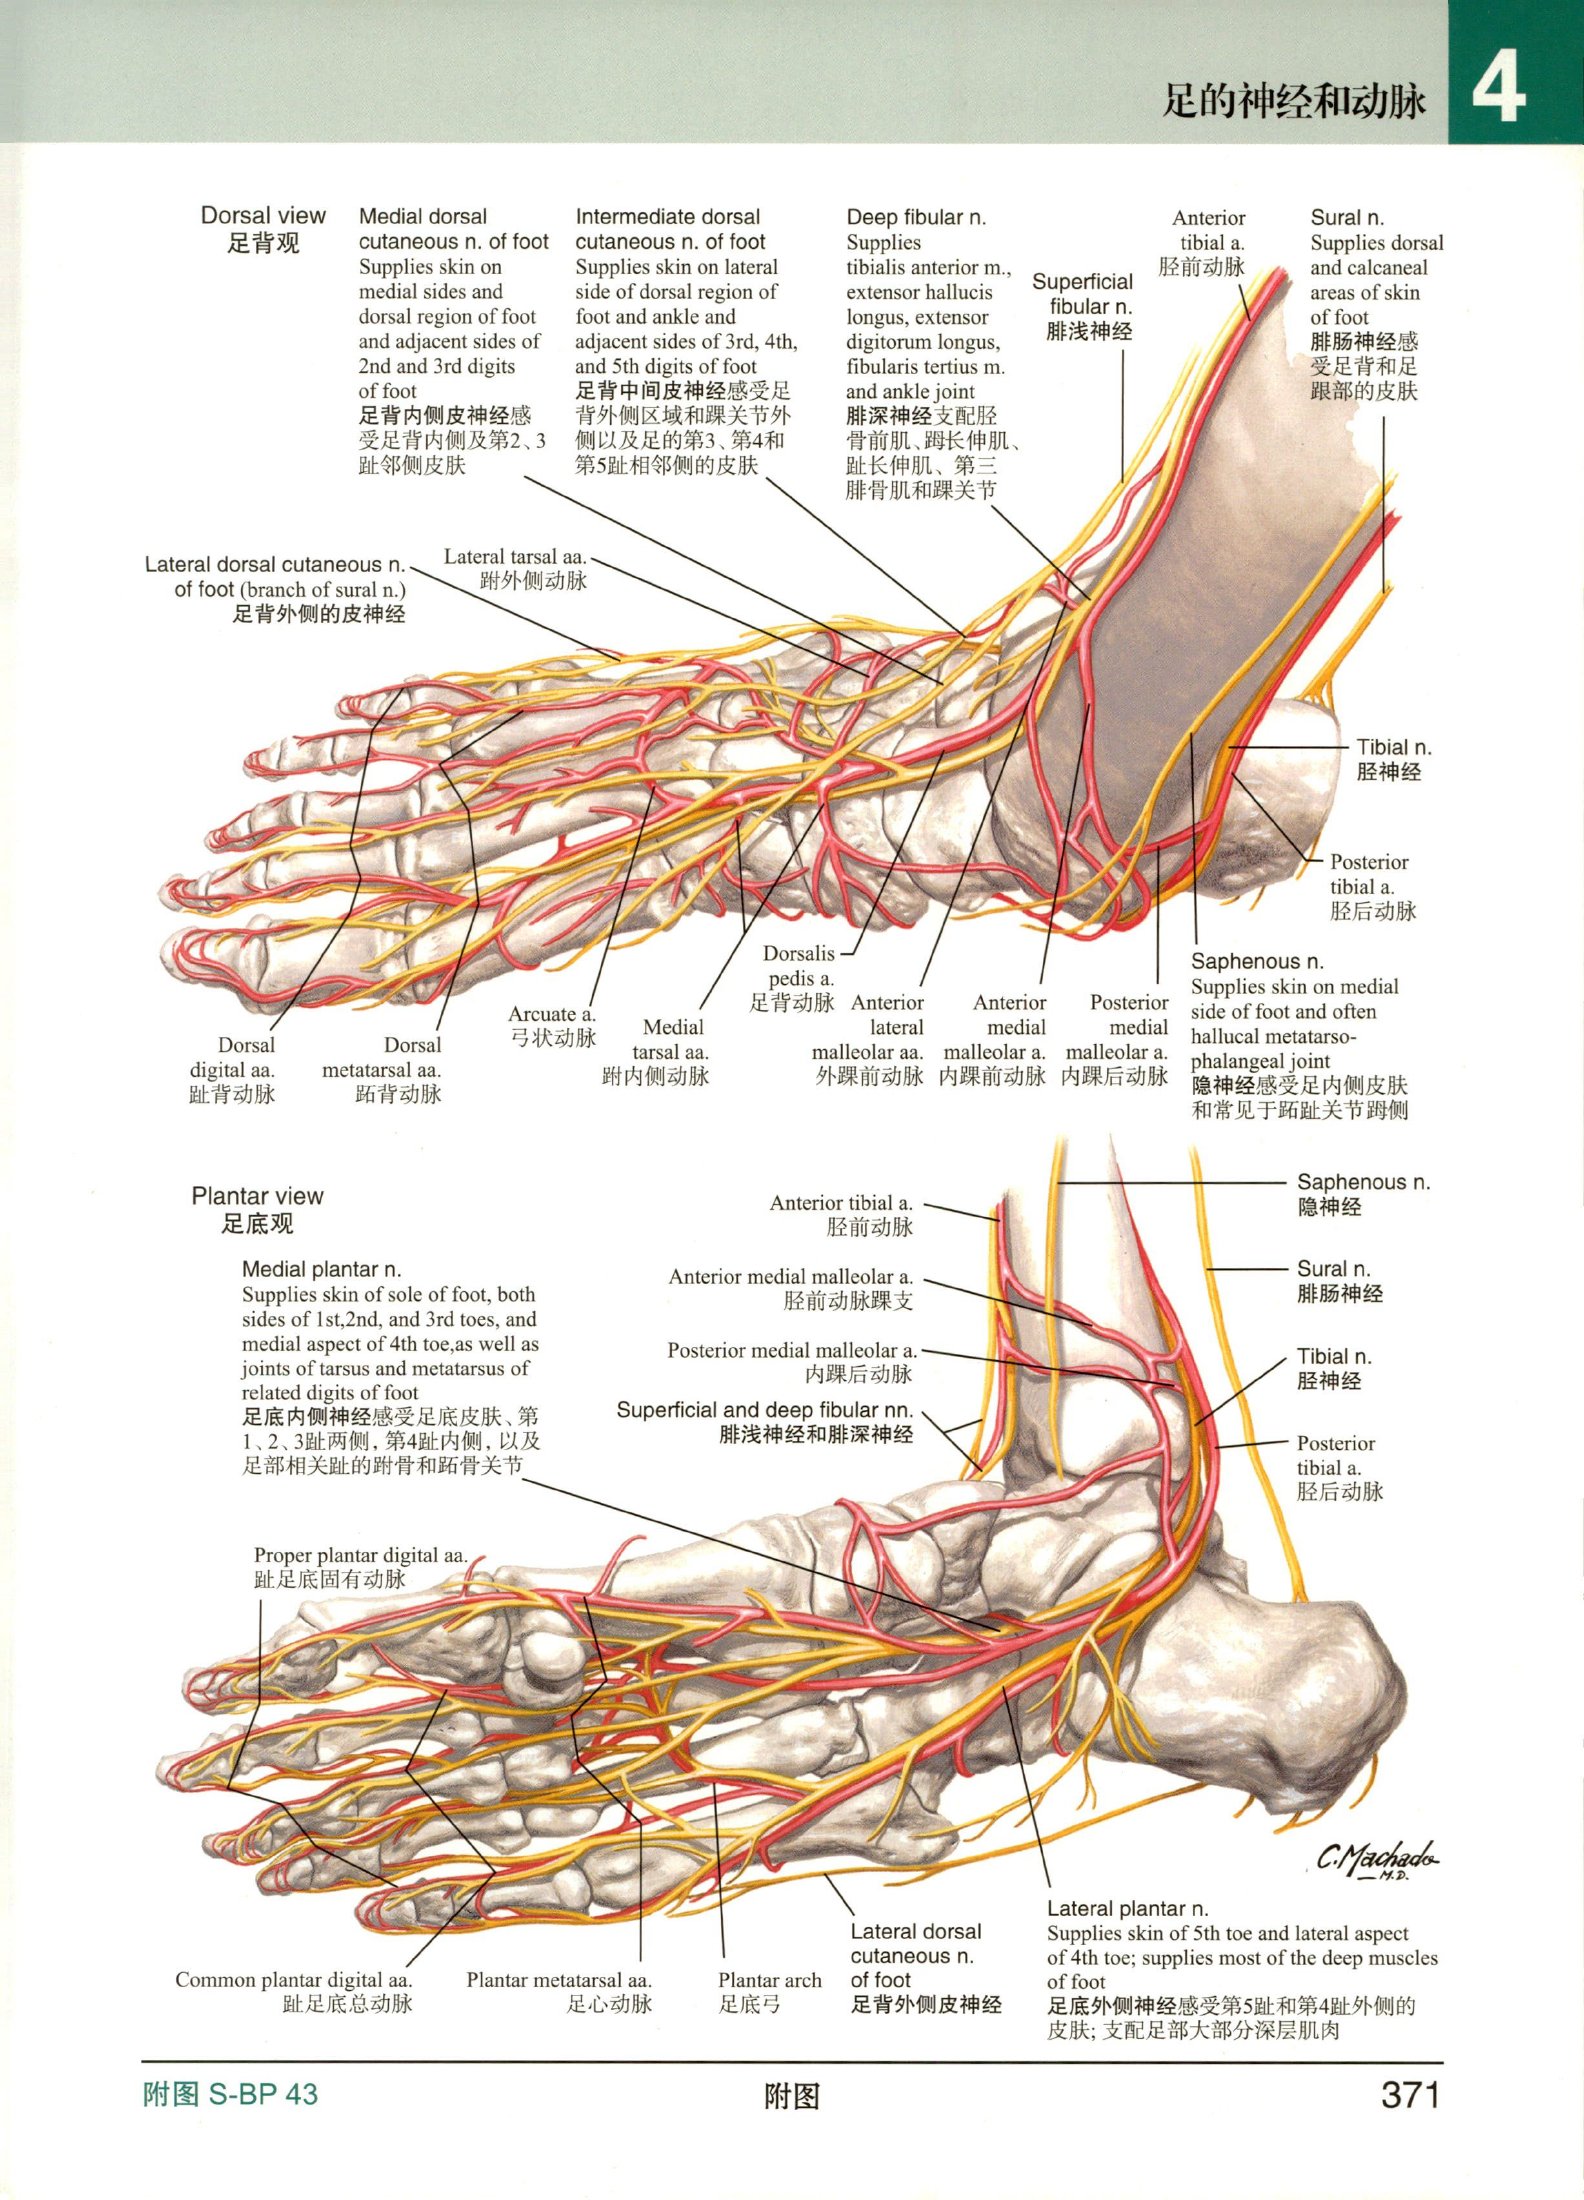 足的神经和动脉
4
Dorsal view
足背观
Medial dorsal
cutaneous n. of foot
Supplies skin on
medial sides and
dorsal region of foot
and adjacent sides of
2nd and 3rd digits
of foot
足背内侧皮神经感
受足背内侧及第2、3
趾邻侧皮肤
Intermediate dorsal
cutaneous n. of foot
Supplies skin on lateral
side of dorsal region of
foot and ankle and
adjacent sides of 3rd, 4th,
and 5th digits of foot
足背中间皮神经感受足
背外侧区域和踝关节外
侧以及足的第3、第4和
第5趾相邻侧的皮肤
Deep fibular n.
Supplies
tibialis anterior m.,
extensor hallucis
longus, extensor
digitorum longus,
fibularis tertius m.
and ankle joint
腓深神经支配胫
骨前肌、踇长伸肌、
趾长伸肌、第三
腓骨肌和踝关节
Superficial
fibular n.
腓浅神经
Anterior
tibial a.
胫前动脉
Sural n.
Supplies dorsal
and calcaneal
areas of skin
of foot
腓肠神经感
受足背和足
跟部的皮肤
Lateral dorsal cutaneous n.
of foot (branch of sural n.)
足背外侧的皮神经
Lateral tarsal aa.
跗外侧动脉
Tibial n.
胫神经
Posterior
tibial a.
胫后动脉
Dorsal
digital aa.
趾背动脉
Dorsal
metatarsal aa.
跖背动脉
Arcuate a.
弓状动脉
Medial
tarsal aa.
跗内侧动脉
Dorsalis
pedis a.
足背动脉
Anterior
lateral
malleolar aa.
外踝前动脉
Anterior
medial
malleolar a.
内踝前动脉
Posterior
medial
malleolar a.
内踝后动脉
Saphenous n.
Supplies skin on medial
side of foot and often
hallucal metatarso-
phalangeal joint
隐神经感受足内侧皮肤
和常见于跖趾关节踇侧
Plantar view
足底观
Medial plantar n.
Supplies skin of sole of foot, both
sides of 1st,2nd, and 3rd toes, and
medial aspect of 4th toe,as well as
joints of tarsus and metatarsus of
related digits of foot
足底内侧神经感受足底皮肤、第
1、2、3趾两侧，第4趾内侧，以及
足部相关趾的跗骨和跖骨关节
Anterior tibial a.
胫前动脉
Anterior medial malleolar a.
胫前动脉踝支
Posterior medial malleolar a.
内踝后动脉
Superficial and deep fibular nn.
腓浅神经和腓深神经
Saphenous n.
隐神经
Sural n.
腓肠神经
Tibial n.
胫神经
Posterior
tibial a.
胫后动脉
Proper plantar digital aa.
趾足底固有动脉
C.Machado
M.D.
Common plantar digital aa.
趾足底总动脉
Plantar metatarsal aa.
足心动脉
Plantar arch
足底弓
Lateral dorsal
cutaneous n.
of foot
足背外侧皮神经
Lateral plantar n.
Supplies skin of 5th toe and lateral aspect
of 4th toe; supplies most of the deep muscles
of foot
足底外侧神经感受第5趾和第4趾外侧的
皮肤; 支配足部大部分深层肌肉
附图 S-BP 43
附图
371